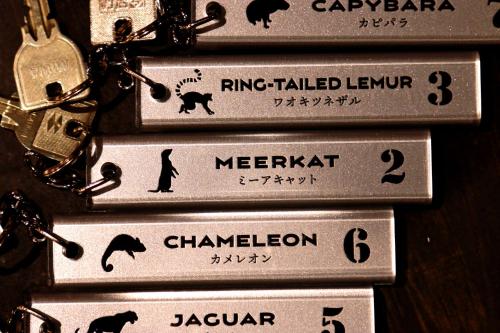 CAPYBARA
カピバラ
RING-TAILED LEMUR
ワオキツネザル
3
MEERKAT
ミーアキャット
2
CHAMELEON
カメレオン
6
JAGUAR
5